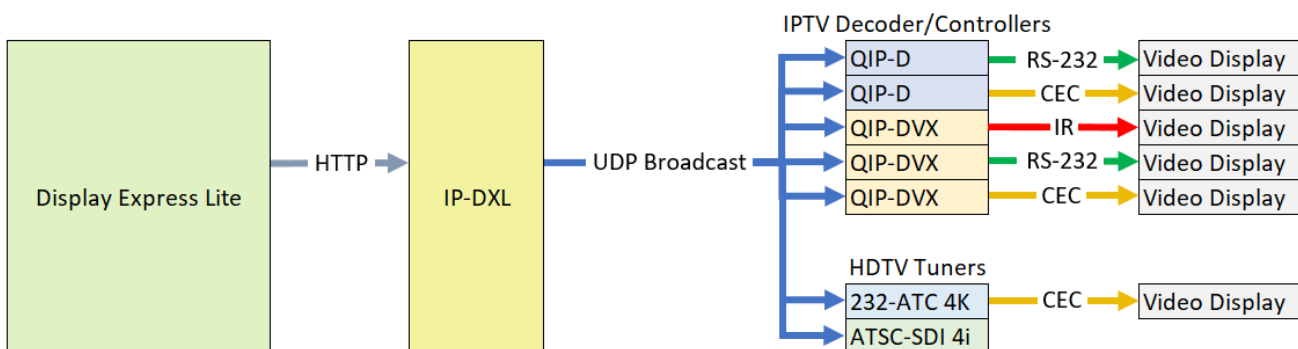 IPTV Decoder/Controllers
QIP-D RS-232 Video Display
QIP-D CEC Video Display
QIP-DVX IR Video Display
HTTP UDP Broadcast QIP-DVX RS-232 Video Display
Display Express Lite IP-DXL QIP-DVX CEC Video Display
HDTV Tuners
232-ATC 4K CEC Video Display
ATSC-SDI 4i